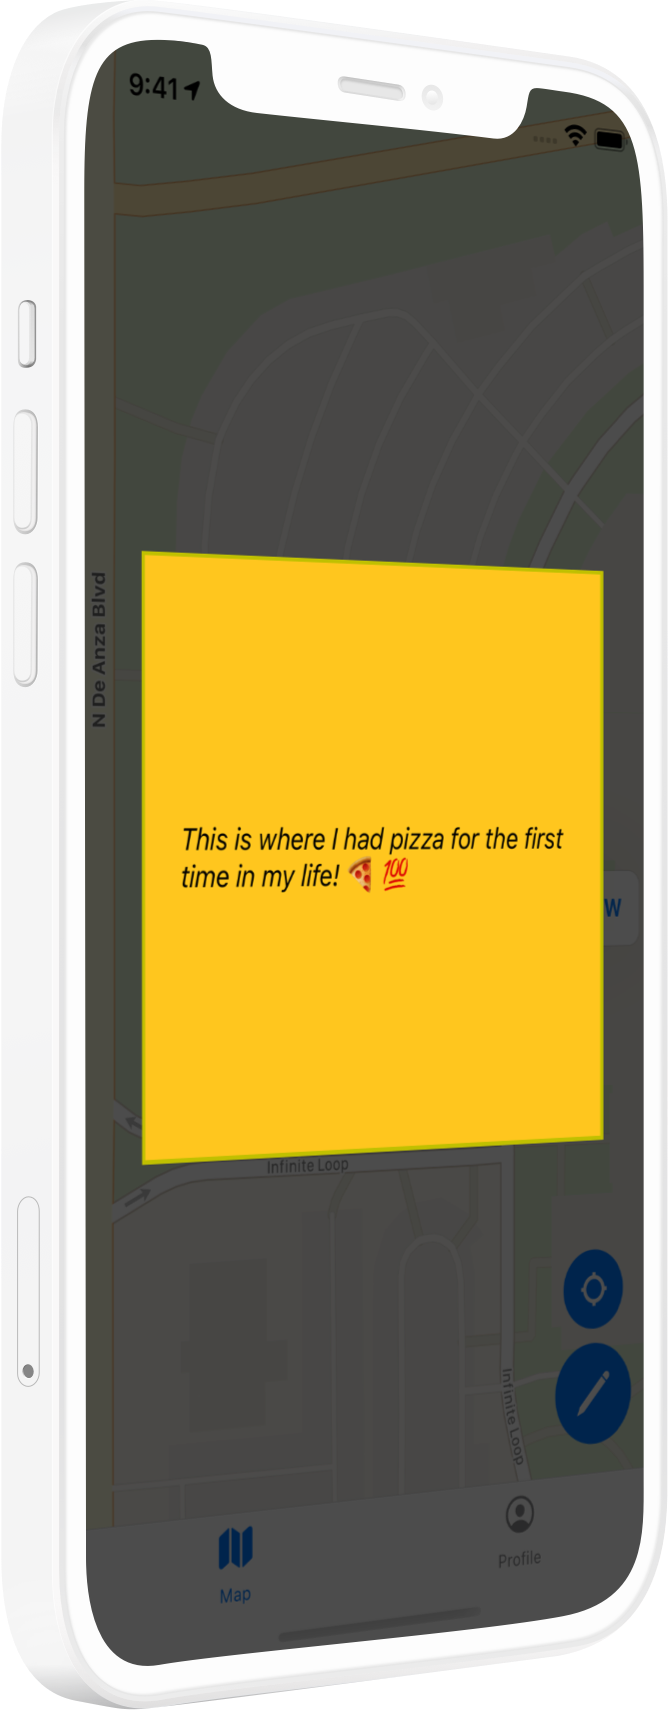 9:41
N De Anza Blvd
This is where I had pizza for the first
time in my life! 🍕 💯
w
Infinite Loop
Infinite Loop
Map
Profile